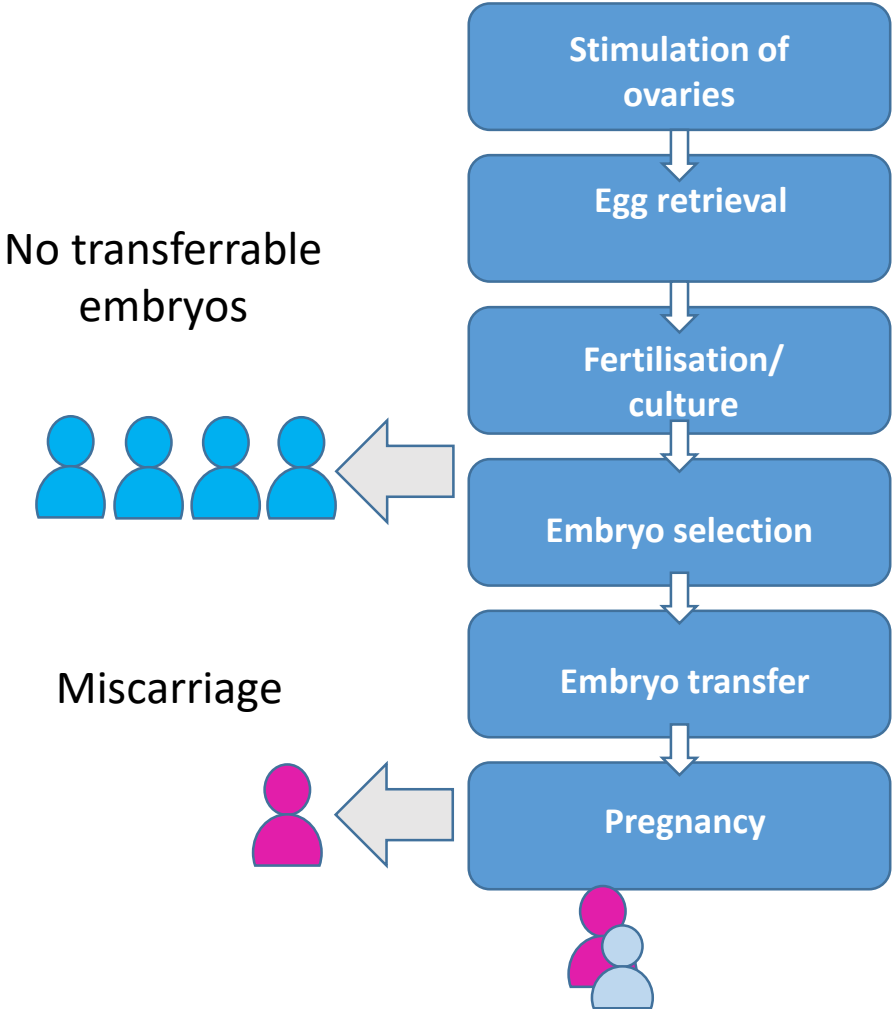 Stimulation of
ovaries
Egg retrieval
No transferrable
embryos
Fertilisation/
culture
Embryo selection
Miscarriage
Embryo transfer
Pregnancy